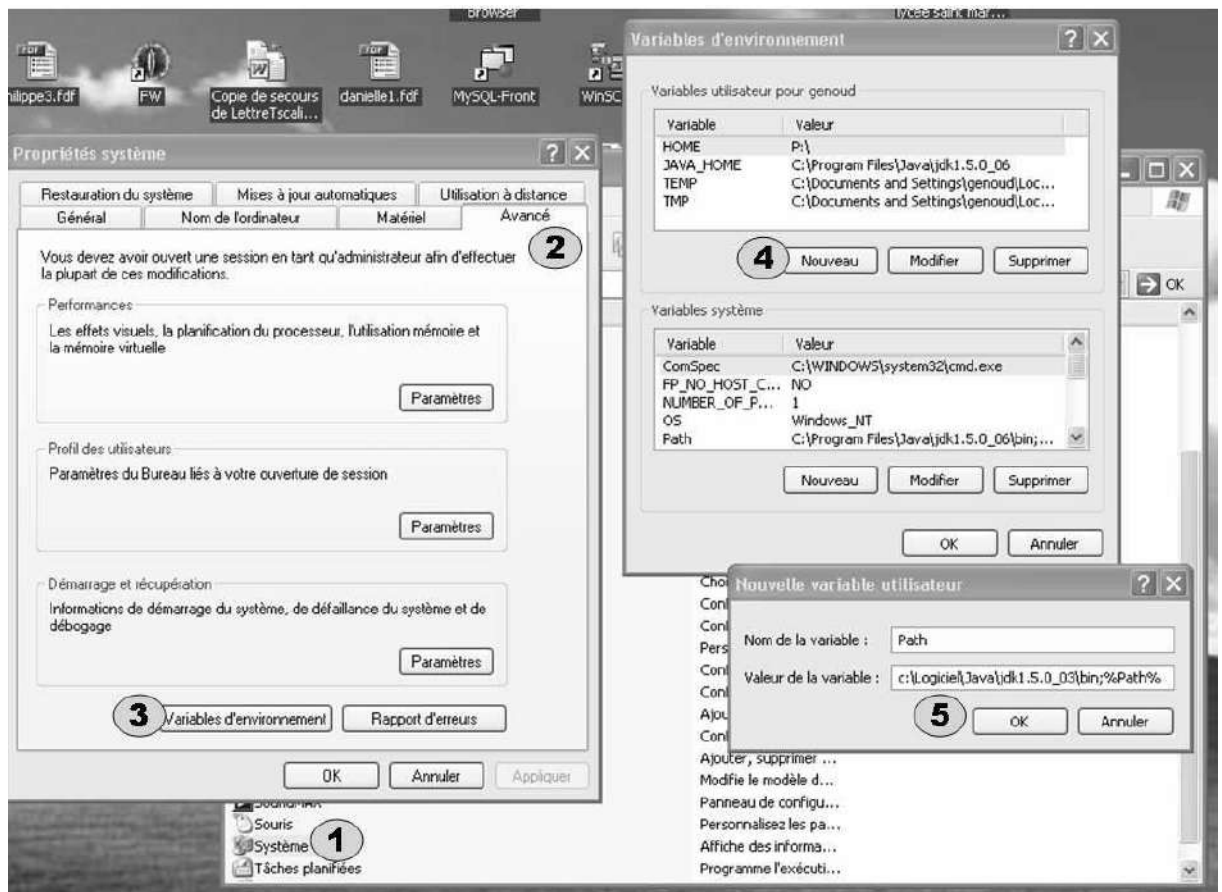 Browser
lycée saint mar...
ilippe3.fdf
FW
Copie de secours
de LettreTscali...
danielle1.fdf
MySQL-Front
WinSC
Propriétés système
Restauration du système
Mises à jour automatiques
Utilisation à distance
Général
Nom de l'ordinateur
Matériel
Avancé
2
Vous devez avoir ouvert une session en tant qu'administrateur afin d'effectuer
la plupart de ces modifications.
Performances
Les effets visuels, la planification du processeur, l'utilisation mémoire et
la mémoire virtuelle
Paramètres
Profil des utilisateurs
Paramètres du Bureau liés à votre ouverture de session
Paramètres
Démarrage et récupération
Informations de démarrage du système, de défaillance du système et de
débogage
Paramètres
3
Variables d'environnement
Rapport d'erreurs
OK
Annuler
Appliquer
Variables d'environnement
Variables utilisateur pour genoud
Variable Valeur
HOME P:\
JAVA_HOME C:\Program Files\Java\jdk1.5.0_06
TEMP C:\Documents and Settings\genoud\Loc...
TMP C:\Documents and Settings\genoud\Loc...
4
Nouveau
Modifier
Supprimer
OK
Variables système
Variable Valeur
ComSpec C:\WINDOWS\system32\cmd.exe
FP_NO_HOST_C... NO
NUMBER_OF_P... 1
OS Windows_NT
Path C:\Program Files\Java\jdk1.5.0_06\bin;...
Nouveau
Modifier
Supprimer
OK
Annuler
Nouvelle variable utilisateur
Nom de la variable : Path
Valeur de la variable : c:\Logiciel\Java\jdk1.5.0_03\bin;%Path%
5
OK
Annuler
Ajouter, supprimer ...
Modifie le modèle d...
SoundMAX
Panneau de configu...
Souris
Personnalisez les pa...
Système
1
Affiche des informa...
Tâches planifiées
Programme l'exécuti...